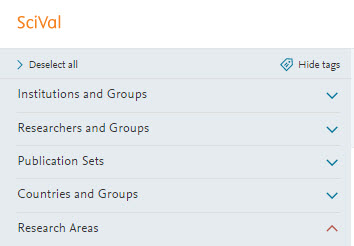 SciVal
Deselect all Hide tags
Institutions and Groups
Researchers and Groups
Publication Sets
Countries and Groups
Research Areas